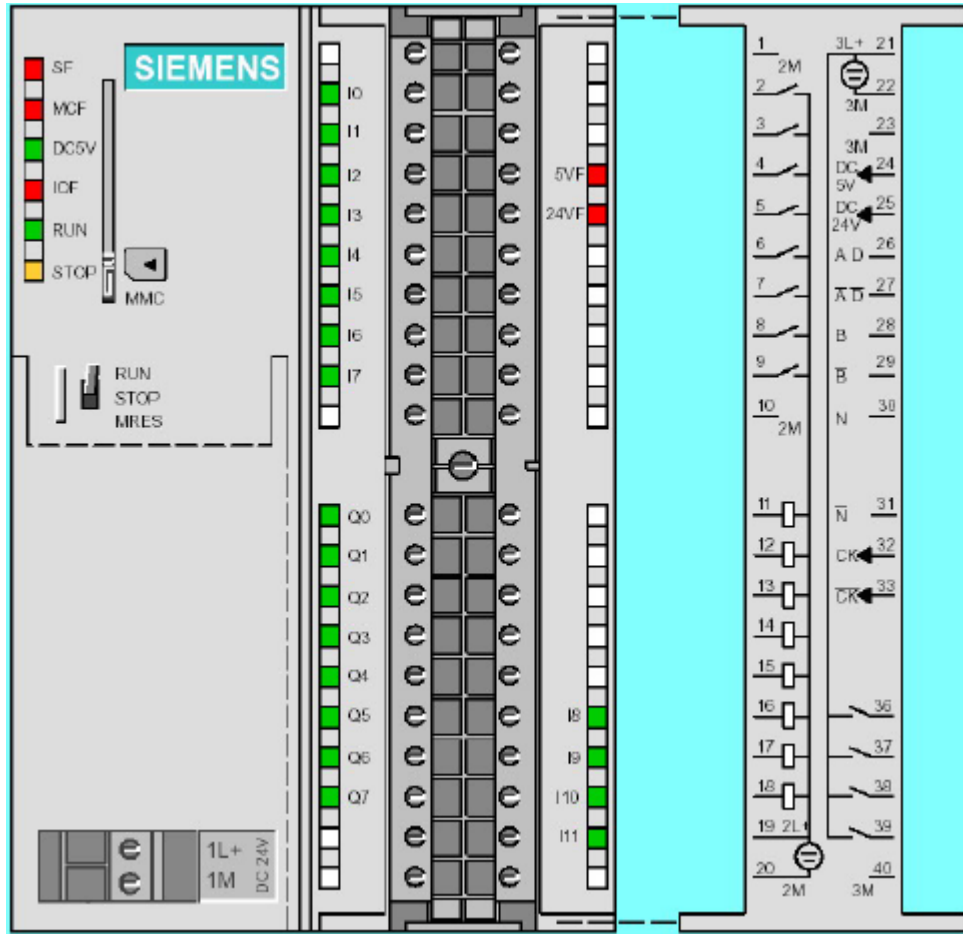 SIEMENS
SF
MCF
DC5V
IOF
RUN
STOP
MMC
RUN
STOP
MRES
1L+
1M
DC 24V
I0
I1
I2
I3
I4
I5
I6
I7
Q0
Q1
Q2
Q3
Q4
Q5
Q6
Q7
5VF
24VF
I8
I9
I10
I11
1
2M
2
3
4
5
6
7
8
9
10
2M
11
12
13
14
15
16
17
18
19 2L+
20
2M
3L+ 21
22
3M
23
3M
DC 24
5V
DC 25
24V
A D 26
A̅ D̅ 27
B 28
B̅ 29
N 30
N̅ 31
CK 32
C̅K̅ 33
36
37
38
39
40
3M